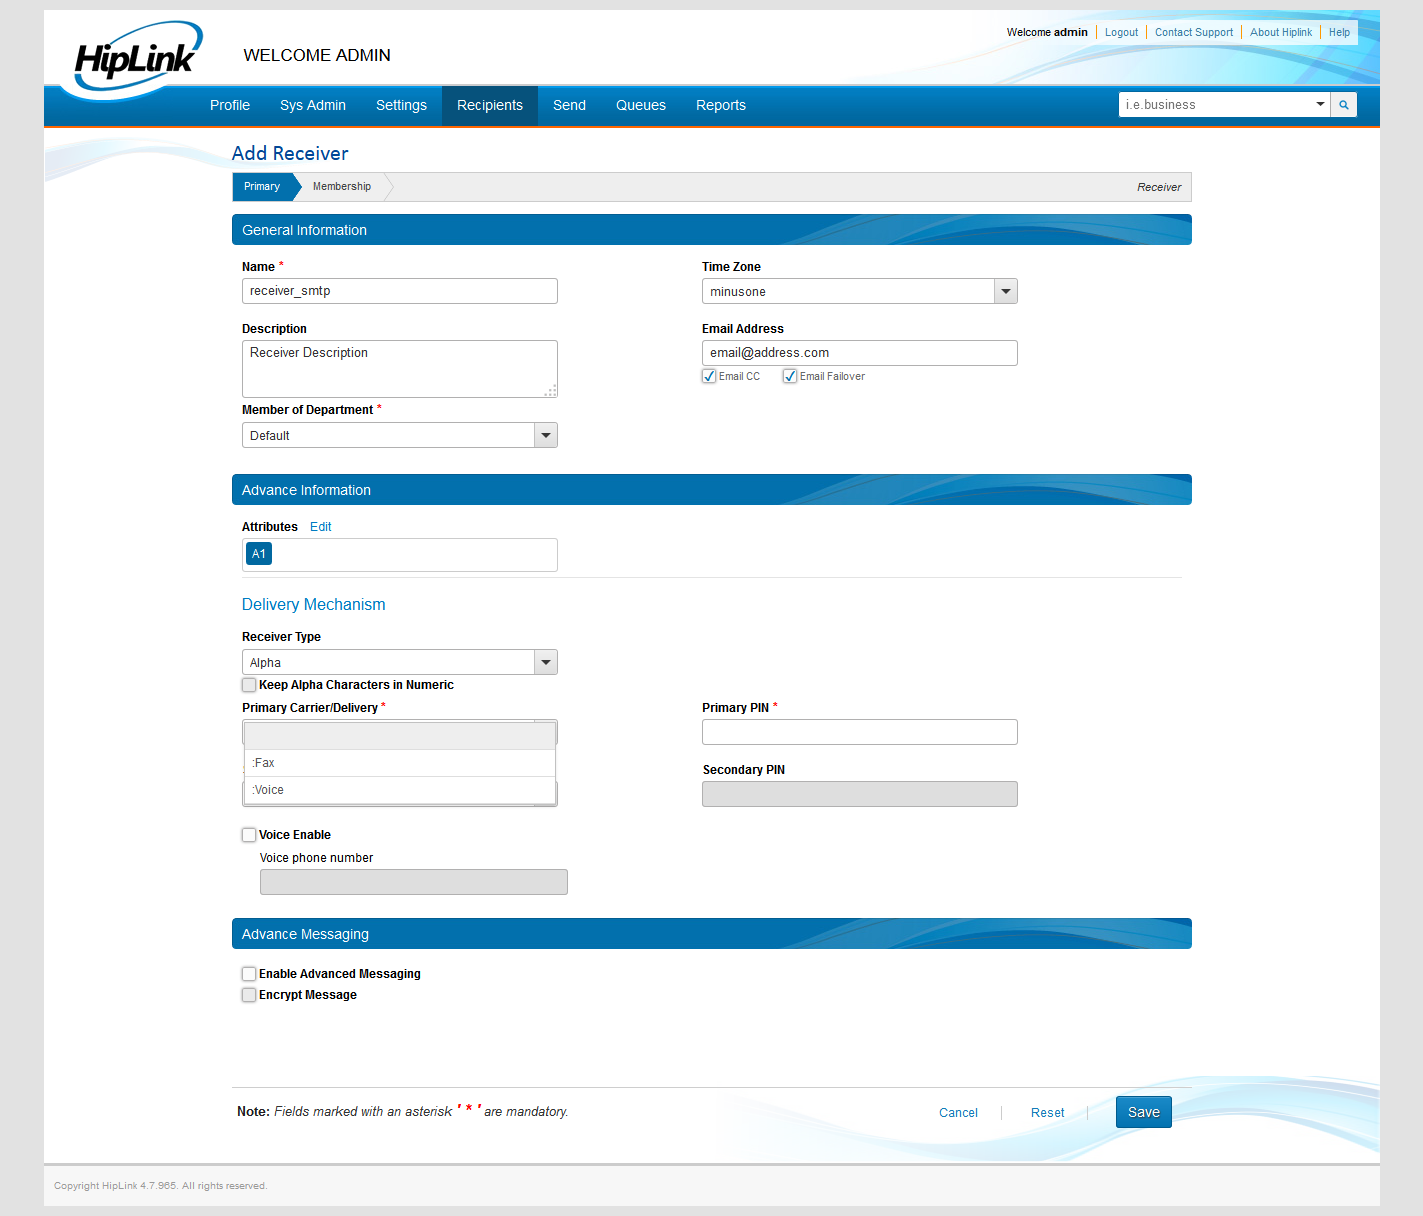 HipLink
WELCOME ADMIN
Welcome admin Logout Contact Support About Hiplink Help
Profile Sys Admin Settings Recipients Send Queues Reports
i.e.business
Add Receiver
Primary Membership Receiver
General Information
Name * Time Zone
receiver_smtp minusone
Description Email Address
Receiver Description email@address.com
Email CC Email Failover
Member of Department *
Default
Advance Information
Attributes Edit
A1
Delivery Mechanism
Receiver Type
Alpha
Keep Alpha Characters in Numeric
Primary Carrier/Delivery * Primary PIN *
:Fax
Secondary PIN
:Voice
Voice Enable
Voice phone number
Advance Messaging
Enable Advanced Messaging
Encrypt Message
Note: Fields marked with an asterisk ' * ' are mandatory.
Cancel Reset Save
Copyright HipLink 4.7.965. All rights reserved.